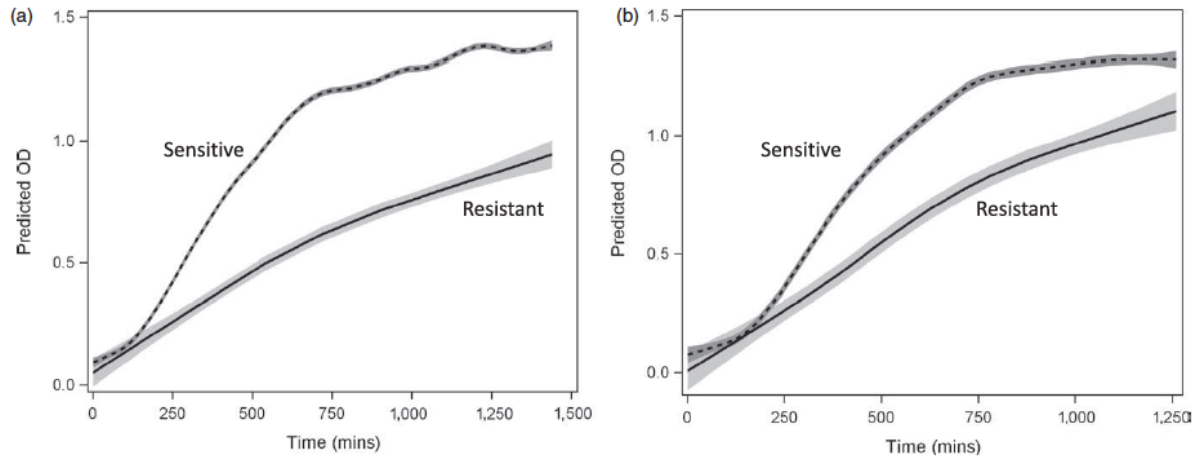 (a)
1.5
1.0
0.5
0.0
Predicted OD
Sensitive
Resistant
0 250 500 750 1,000 1,250 1,500
Time (mins)
(b)
1.5
1.0
0.5
0.0
Predicted OD
Sensitive
Resistant
0 250 500 750 1,000 1,250
Time (mins)